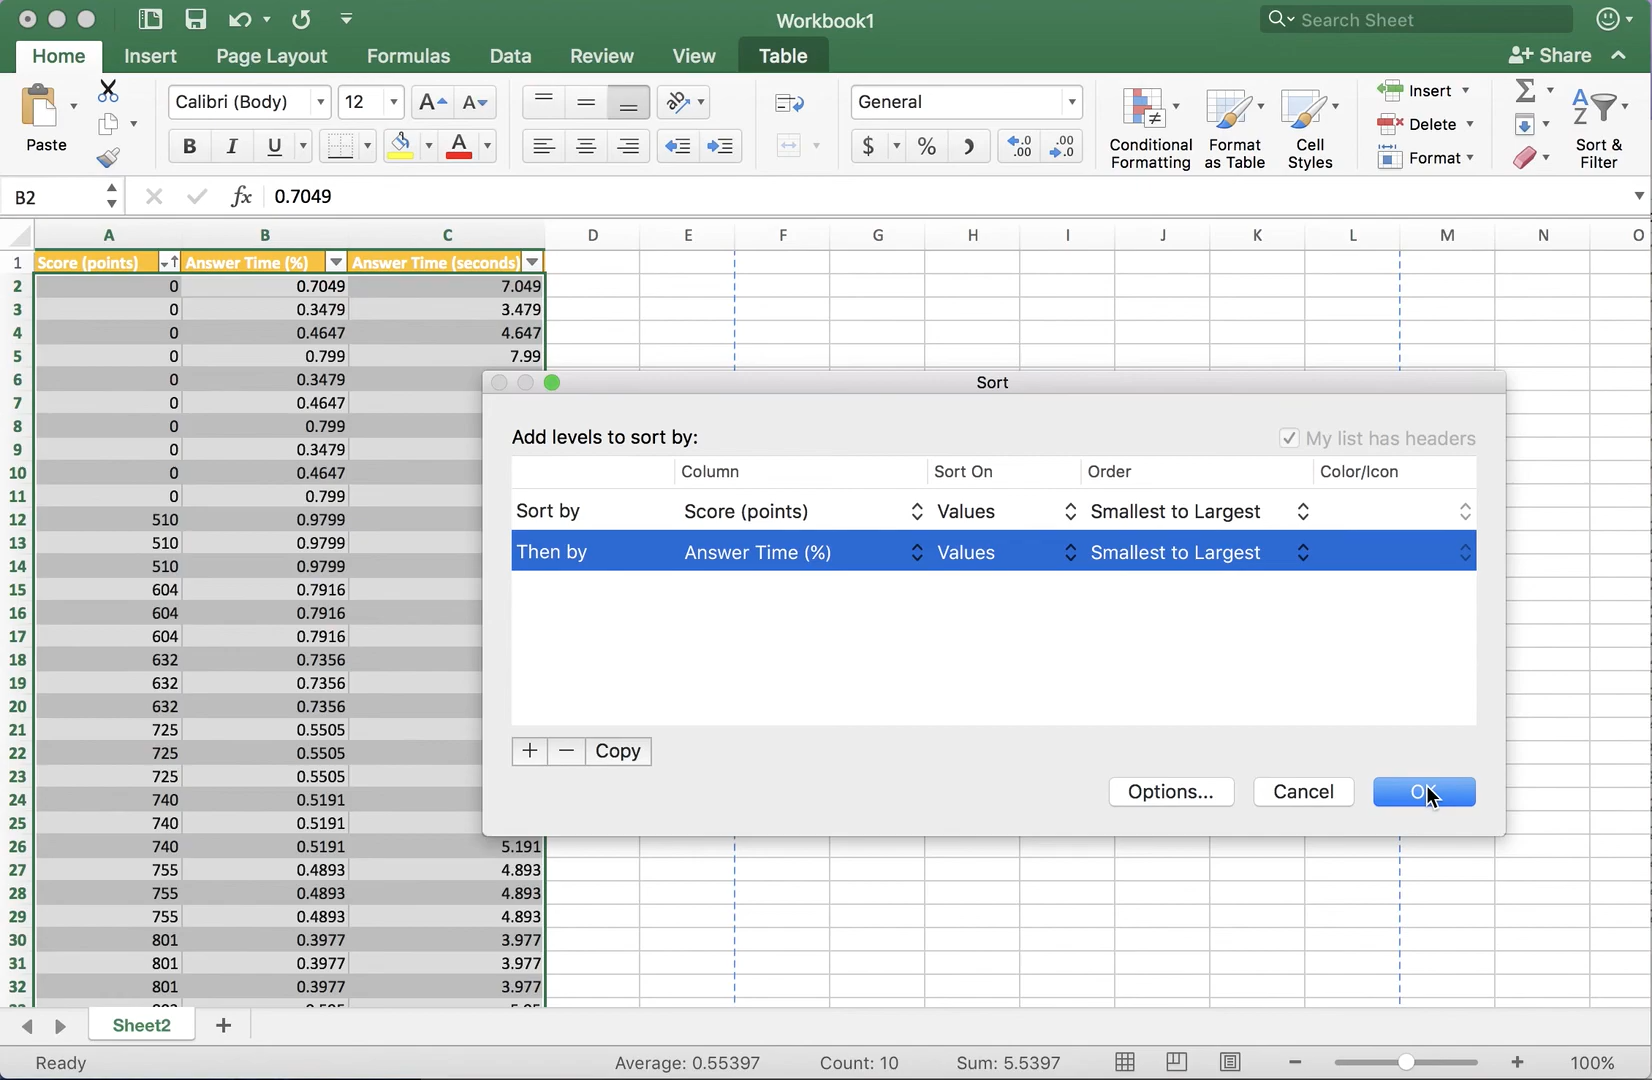 Workbook1
Search Sheet
Home Insert Page Layout Formulas Data Review View Table Share
Paste
Calibri (Body) 12 A A
B I U A
General
$ % .00 .00
Conditional Formatting
Format as Table
Cell Styles
Insert
Delete
Format
Sort & Filter
B2 fx 0.7049
A B C D E F G H I J K L M N O
1 Score (points) Answer Time (%) Answer Time (seconds)
2 0 0.7049 7.049
3 0 0.3479 3.479
4 0 0.4647 4.647
5 0 0.799 7.99
6 0 0.3479
7 0 0.4647
8 0 0.799
9 0 0.3479
10 0 0.4647
11 0 0.799
12 510 0.9799
13 510 0.9799
14 510 0.9799
15 604 0.7916
16 604 0.7916
17 604 0.7916
18 632 0.7356
19 632 0.7356
20 632 0.7356
21 725 0.5505
22 725 0.5505
23 725 0.5505
24 740 0.5191
25 740 0.5191
26 740 0.5191 5.191
27 755 0.4893 4.893
28 755 0.4893 4.893
29 755 0.4893 4.893
30 801 0.3977 3.977
31 801 0.3977 3.977
32 801 0.3977 3.977
Sort
Add levels to sort by:
My list has headers
Column Sort On Order Color/Icon
Sort by Score (points) Values Smallest to Largest
Then by Answer Time (%) Values Smallest to Largest
+ − Copy
Options... Cancel OK
Sheet2 +
Ready Average: 0.55397 Count: 10 Sum: 5.5397 − + 100%